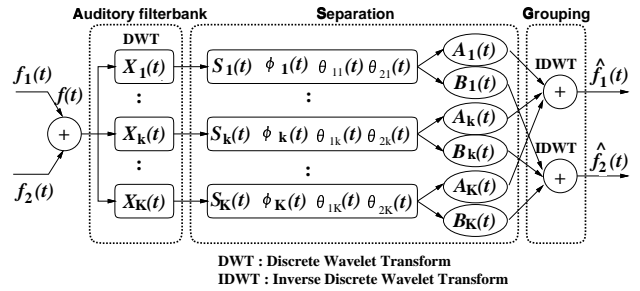 Auditory filterbank Separation Grouping
DWT IDWT
f1(t) f(t) f2(t)
+
X1(t) S1(t) ϕ1(t) θ11(t) θ21(t) A1(t) B1(t)
: :
Xk(t) Sk(t) ϕk(t) θ1k(t) θ2k(t) Ak(t) Bk(t)
: :
XK(t) SK(t) ϕK(t) θ1K(t) θ2K(t) AK(t) BK(t)
+ f̂1(t)
IDWT
+ f̂2(t)
DWT : Discrete Wavelet Transform
IDWT : Inverse Discrete Wavelet Transform